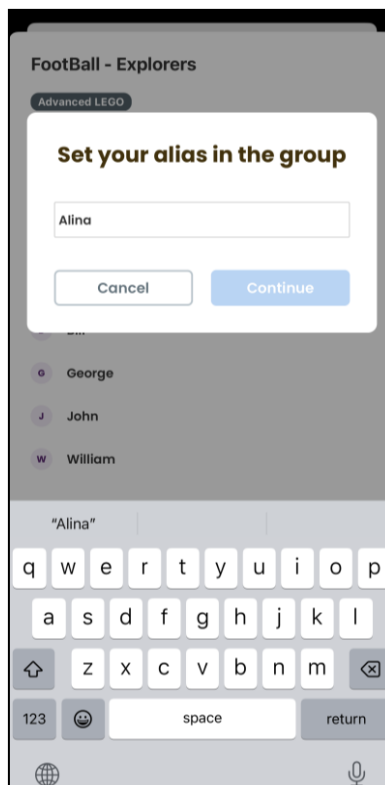 FootBall - Explorers
Advanced LEGO
Set your alias in the group
Alina
Cancel Continue
Bill
G George
J John
W William
“Alina”
q w e r t y u i o p
a s d f g h j k l
z x c v b n m
123 space return